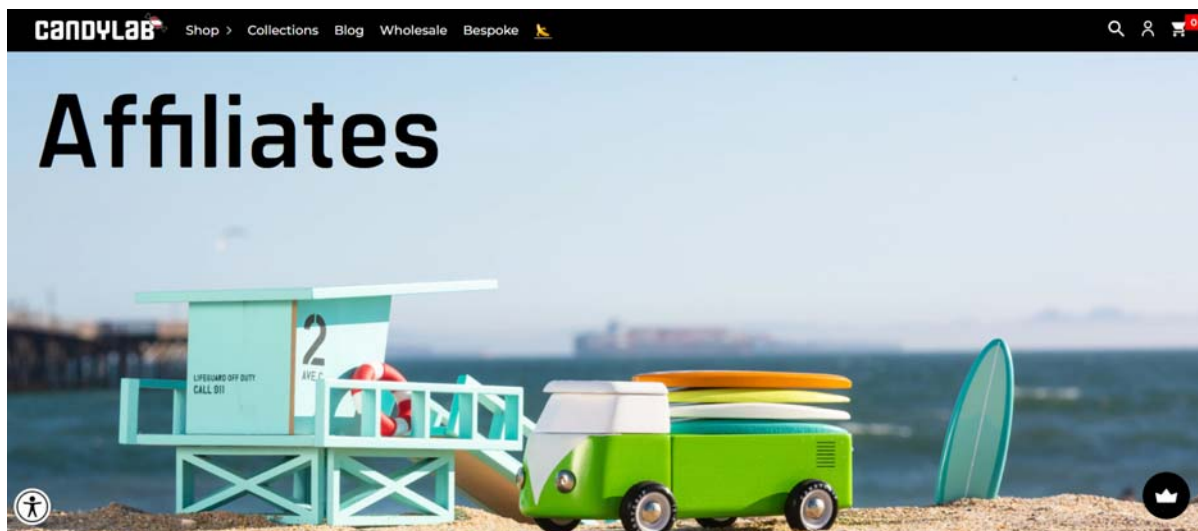 CANDYLAB Shop > Collections Blog Wholesale Bespoke 0
Affiliates
2
LIFEGUARD OFF DUTY AVE C
CALL 911